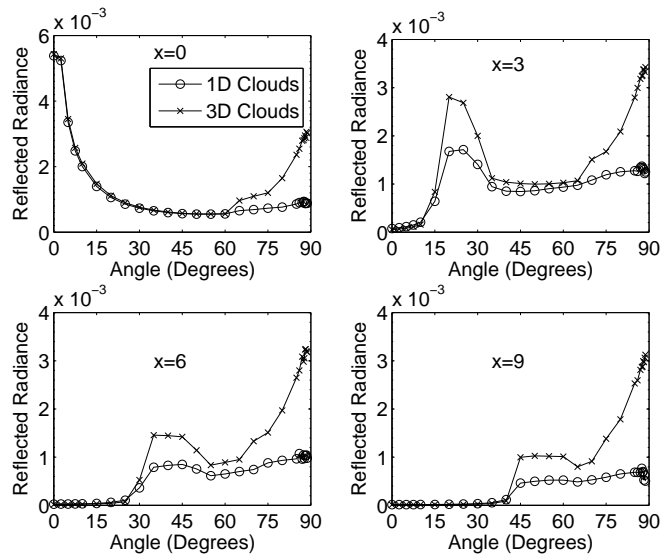 x 10⁻³
6
4
2
0
0 15 30 45 60 75 90
Angle (Degrees)
Reflected Radiance
x=0
1D Clouds
3D Clouds
x 10⁻³
4
3
2
1
0
0 15 30 45 60 75 90
Angle (Degrees)
Reflected Radiance
x=3
x 10⁻³
4
3
2
1
0
0 15 30 45 60 75 90
Angle (Degrees)
Reflected Radiance
x=6
x 10⁻³
4
3
2
1
0
0 15 30 45 60 75 90
Angle (Degrees)
Reflected Radiance
x=9